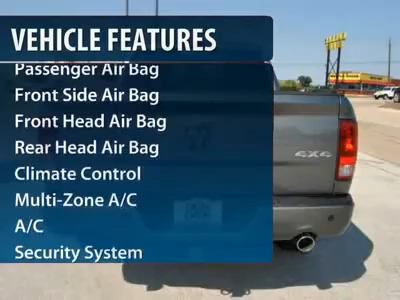 VEHICLE FEATURES
Passenger Air Bag
Front Side Air Bag
Front Head Air Bag
Rear Head Air Bag
Climate Control
Multi-Zone A/C
A/C
Security System
4X4